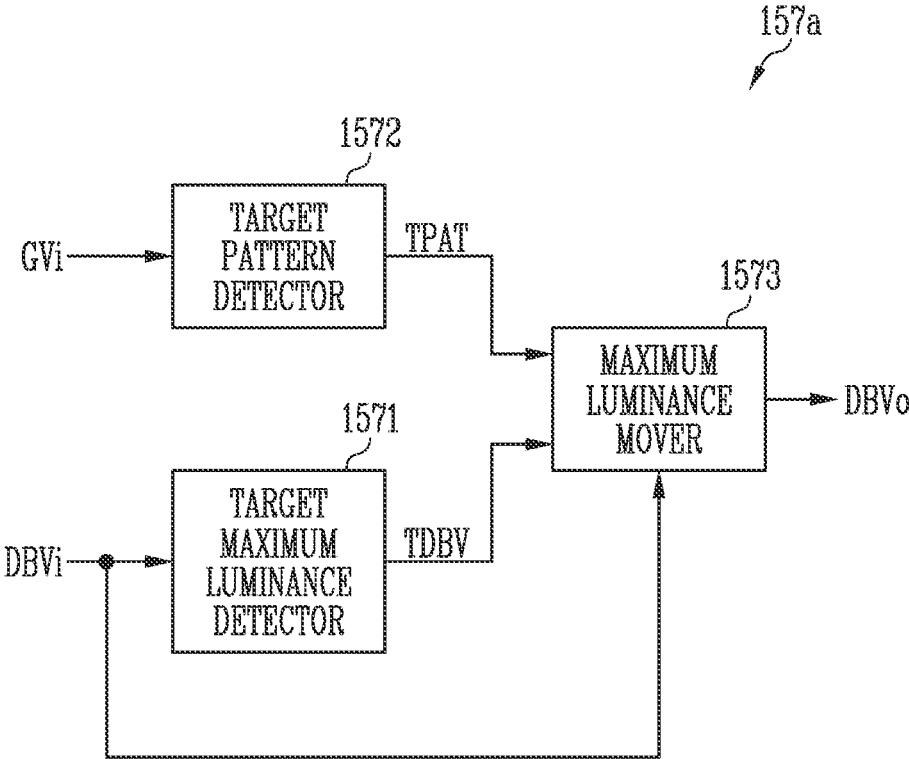 157a
1572
TARGET
PATTERN
DETECTOR
GVi
TPAT
1573
MAXIMUM
LUMINANCE
MOVER
DBVo
1571
TARGET
MAXIMUM
LUMINANCE
DETECTOR
DBVi
TDBV